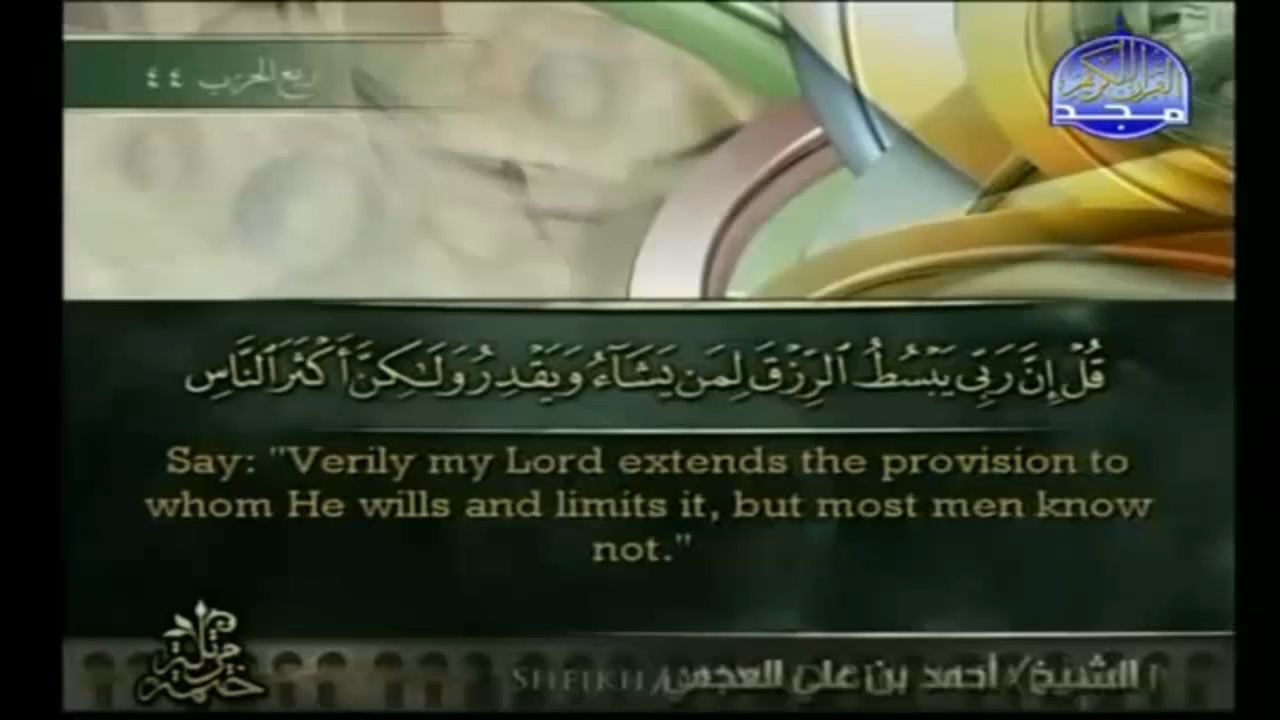 ربع الحزب ٤٤
القرآن الكريم
مجد
قُلْ إِنَّ رَبِّي يَبْسُطُ ٱلرِّزْقَ لِمَن يَشَآءُ وَيَقْدِرُ وَلَـٰكِنَّ أَكْثَرَ ٱلنَّاسِ
Say: "Verily my Lord extends the provision to
whom He wills and limits it, but most men know
not."
ختمة مرتلة
SHEIKH/ الشيخ/ أحمد بن علي العجمي